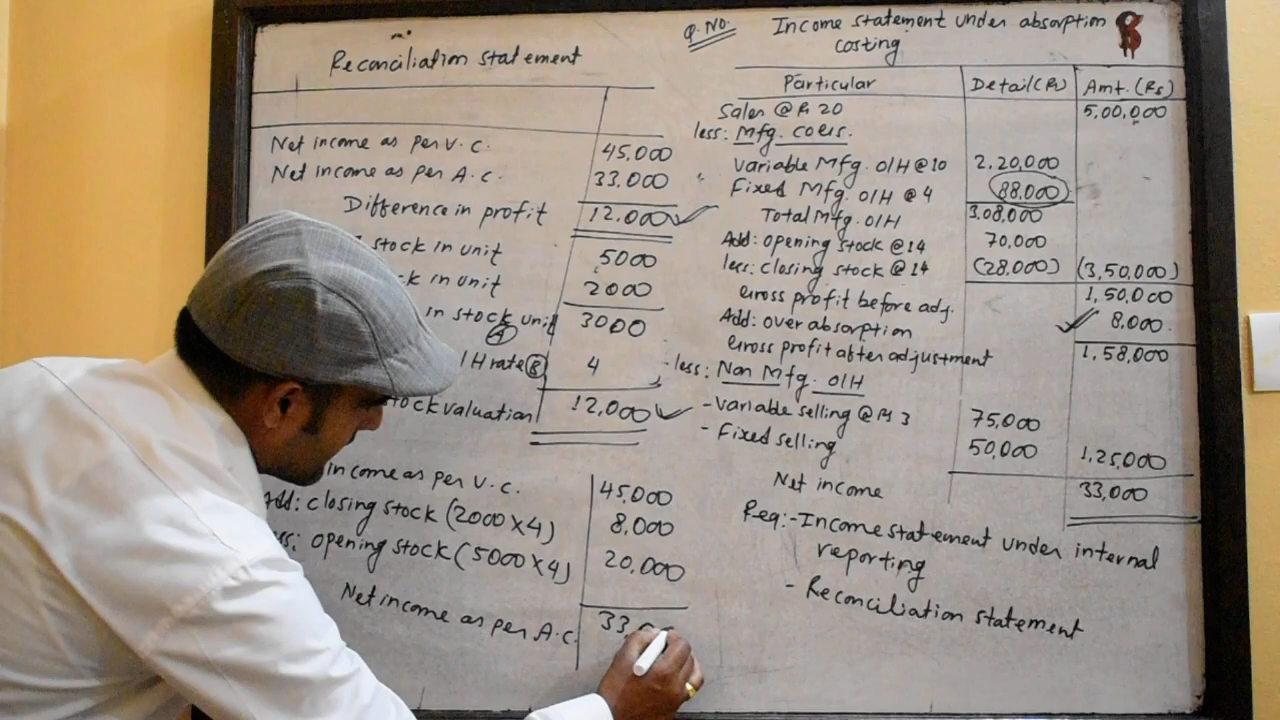 Reconciliation statement
Net income as per V.C. 45,000
Net income as per A.C. 33,000
Difference in profit 12,000
stock in unit 5000
ck in unit 2000
in stock unit 3000
(A)
/H rate (B) 4
tock valuation 12,000
income as per V.C. 45,000
Add: closing stock (2000 x 4) 8,000
ss: opening stock (5000 x 4) 20,000
Net income as per A.C. 33,
Q. NO. Income statement under absorption
costing
Particular Detail (Rs) Amt. (Rs)
Sales @ Rs 20 5,00,000
less: Mfg. costs.
Variable Mfg. O/H @ 10 2,20,000
Fixed Mfg. O/H @ 4 88,000
Total Mfg. O/H 3,08,000
Add: opening stock @ 14 70,000
less: closing stock @ 14 (28,000) (3,50,000)
Gross profit before adj. 1,50,000
Add: over absorption 8,000.
Gross profit after adjustment 1,58,000
less: Non Mfg. O/H
- Variable selling @ Rs 3 75,000
- Fixed selling 50,000 1,25,000
Net income 33,000
Req:- Income statement under internal
reporting
- Reconciliation statement